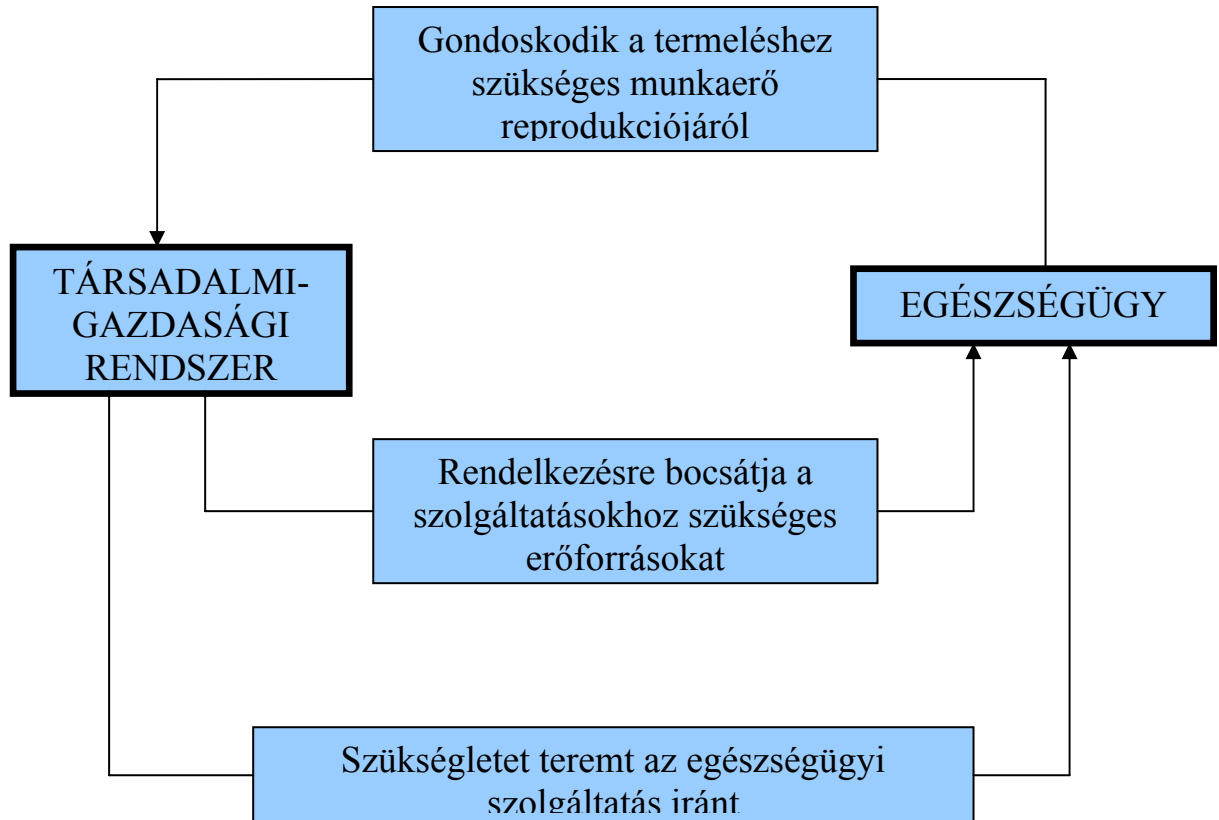 Gondoskodik a termeléshez
szükséges munkaerő
reprodukciójáról
TÁRSADALMI-
GAZDASÁGI
RENDSZER
EGÉSZSÉGÜGY
Rendelkezésre bocsátja a
szolgáltatásokhoz szükséges
erőforrásokat
Szükségletet teremt az egészségügyi
szolgáltatás iránt